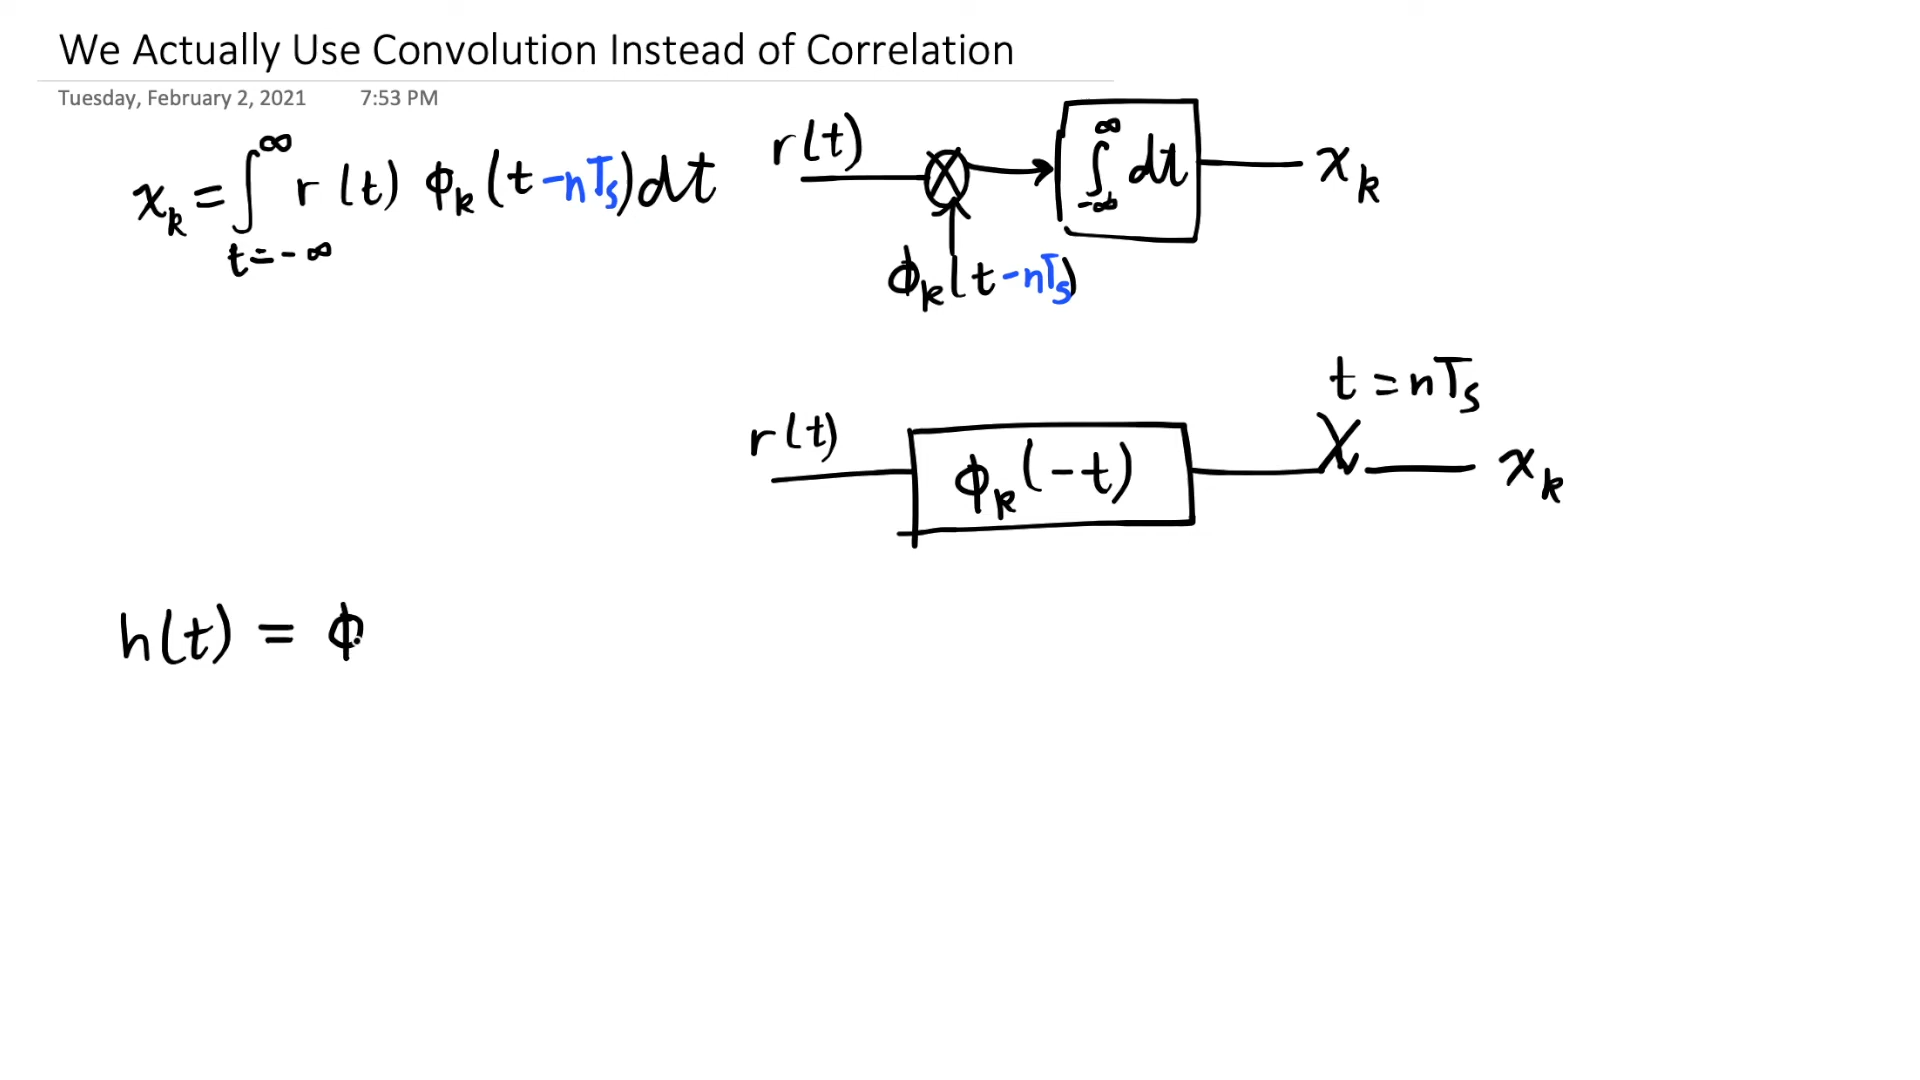 We Actually Use Convolution Instead of Correlation
Tuesday, February 2, 2021 7:53 PM
x_k = ∫_{t=-∞}^{∞} r(t) ϕ_k(t-nT_s)dt
r(t)
∫_{-∞}^{∞} dt
x_k
ϕ_k(t-nT_s)
t = nT_s
r(t)
ϕ_k(-t)
x_k
h(t) = ϕ